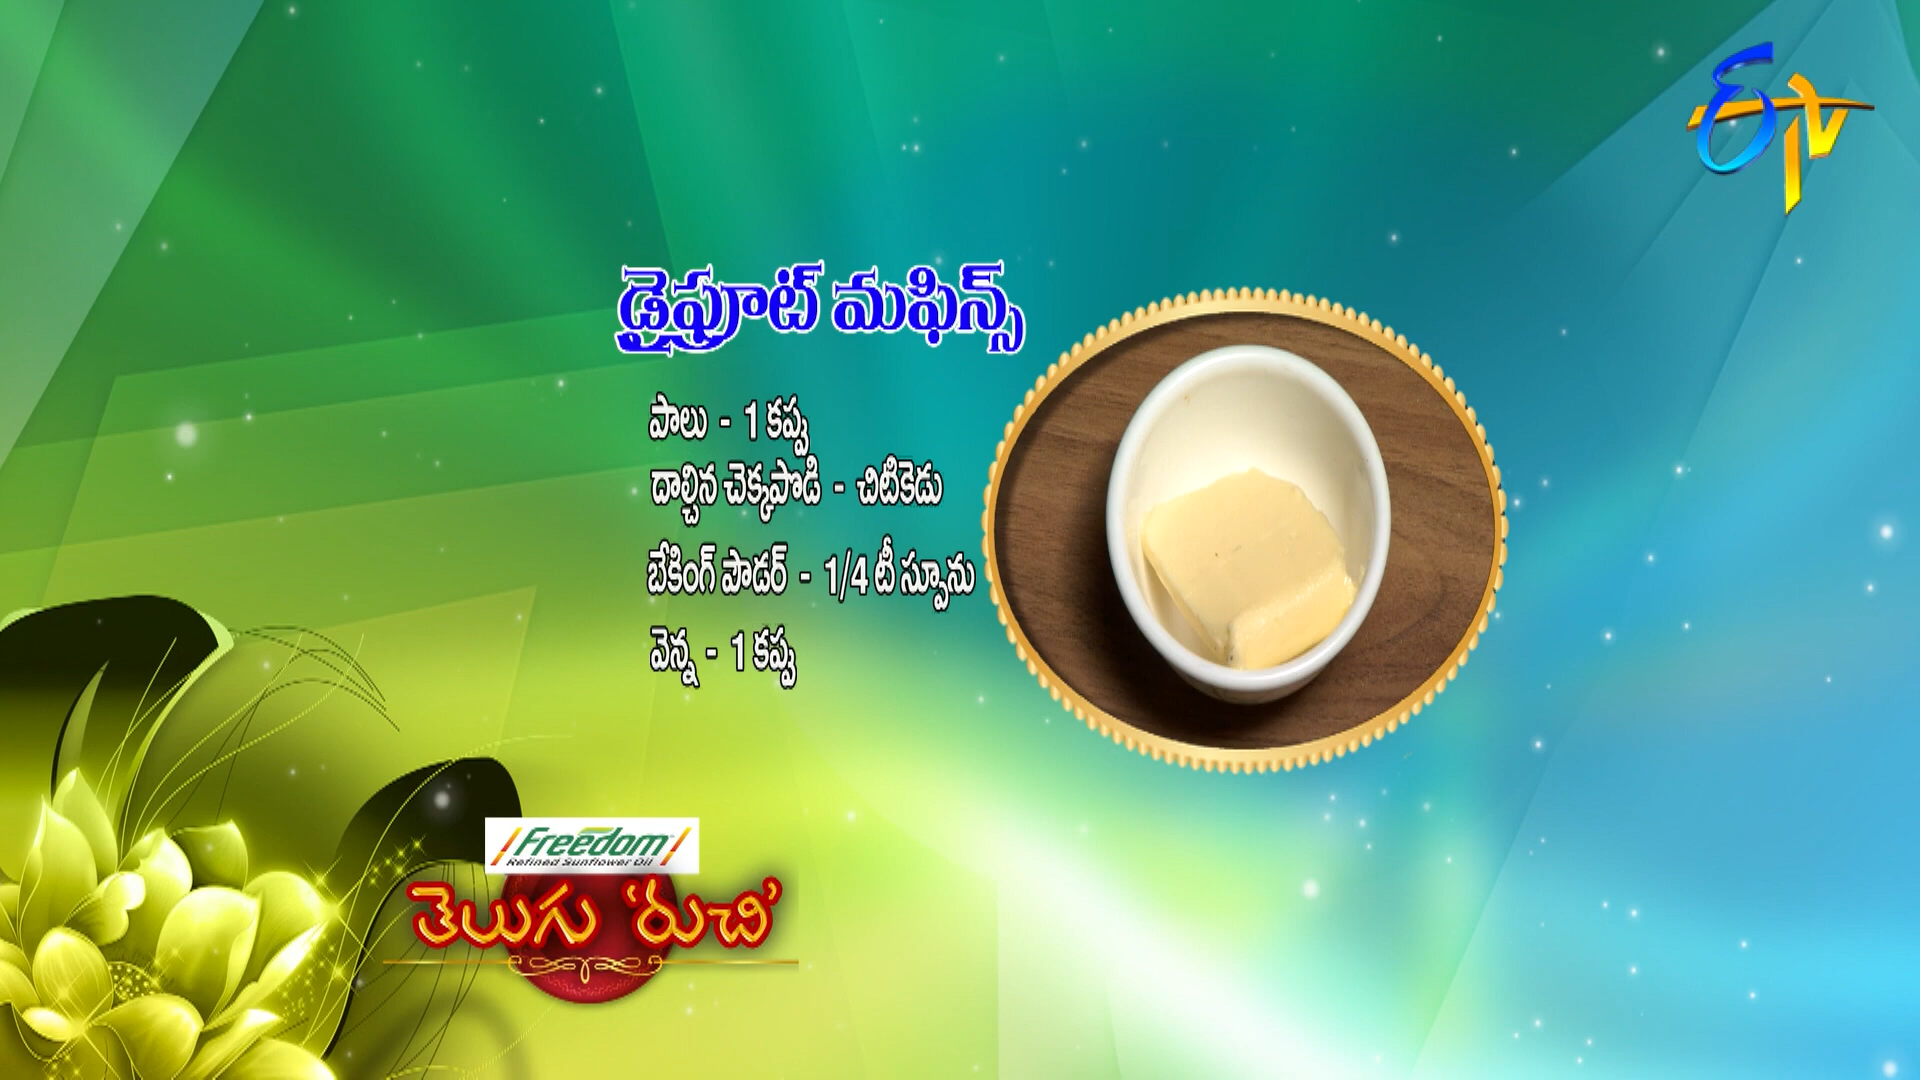 ETV
డ్రైఫ్రూట్ మఫిన్స్
పాలు - 1 కప్పు
దాల్చిన చెక్కపొడి - చిటికెడు
బేకింగ్ పౌడర్ - 1/4 టీ స్పూను
వెన్న - 1 కప్పు
Freedom
Refined Sunflower Oil
తెలుగు 'రుచి'